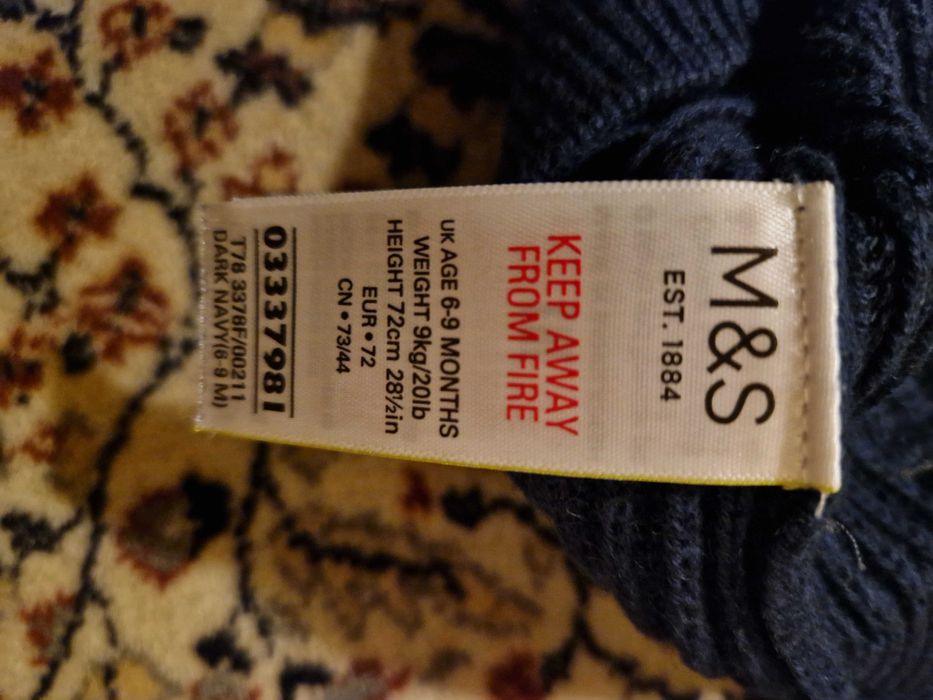 M&S
EST. 1884
KEEP AWAY
FROM FIRE
UK AGE 6-9 MONTHS
WEIGHT 9kg/20lb
HEIGHT 72cm 28½in
EUR•72
CN•73/44
03337981
T78 3378F/00211
DARK NAVY(6-9 M)